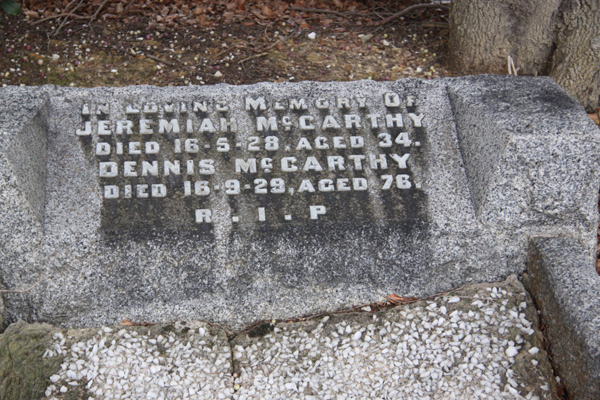 In Loving Memory Of
Jeremiah McCarthy
Died 16·5·28, Aged 34.
Dennis McCarthy
Died 16·9·29, Aged 76.
R. I. P